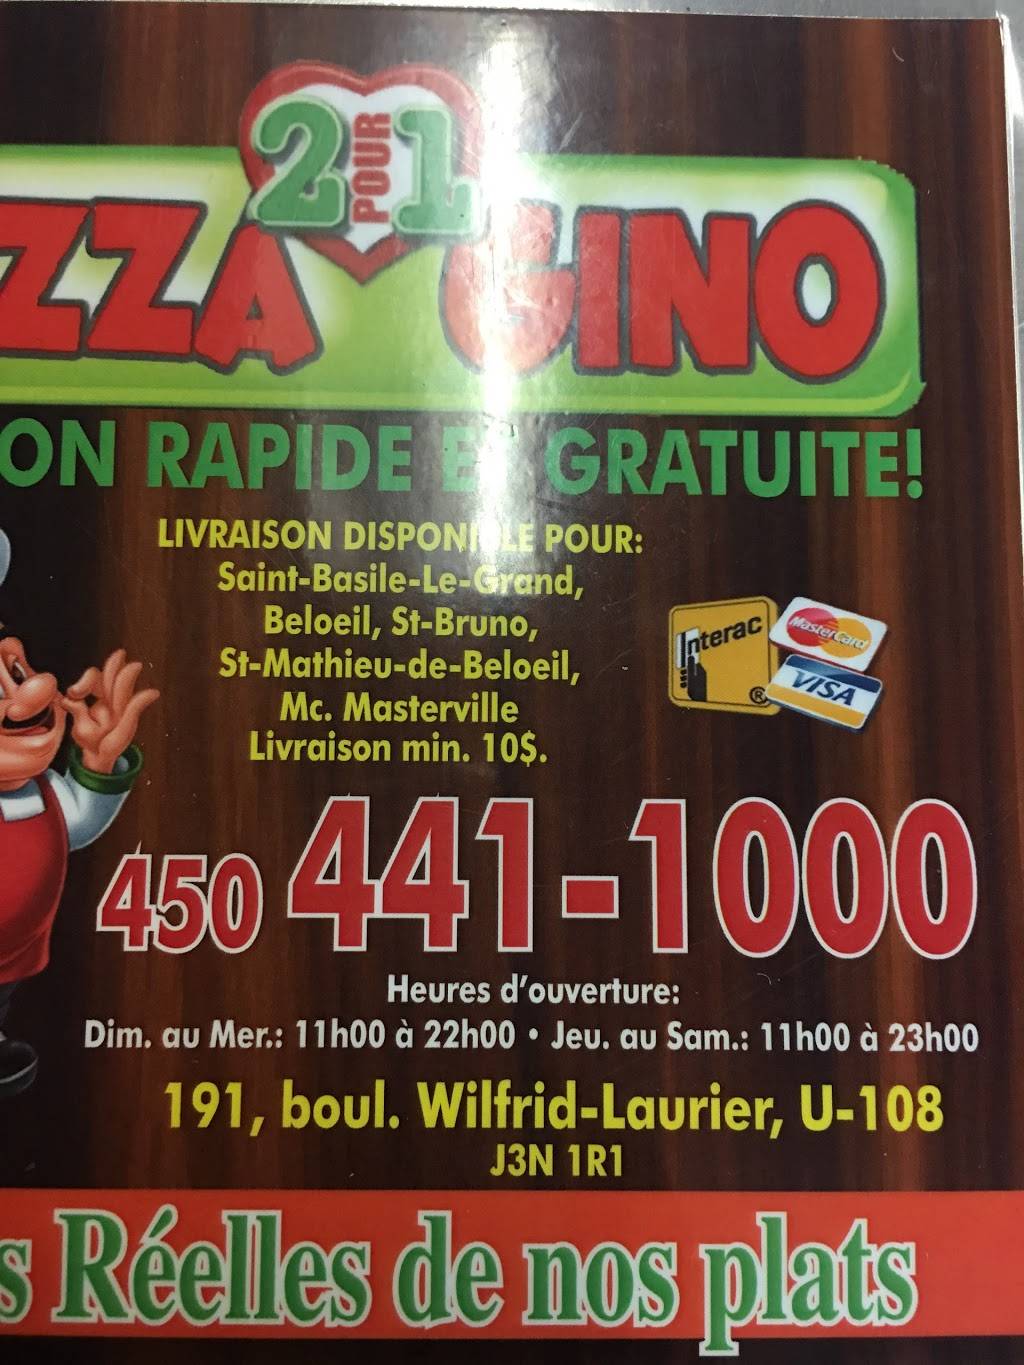 2 POUR 1
ZZA GINO
ON RAPIDE ET GRATUITE!
LIVRAISON DISPONIBLE POUR:
Saint-Basile-Le-Grand,
Beloeil, St-Bruno,
St-Mathieu-de-Beloeil,
Mc. Masterville
Livraison min. 10$.
Interac ®
MasterCard
VISA
450 441-1000
Heures d'ouverture:
Dim. au Mer.: 11h00 à 22h00 • Jeu. au Sam.: 11h00 à 23h00
191, boul. Wilfrid-Laurier, U-108
J3N 1R1
s Réelles de nos plats